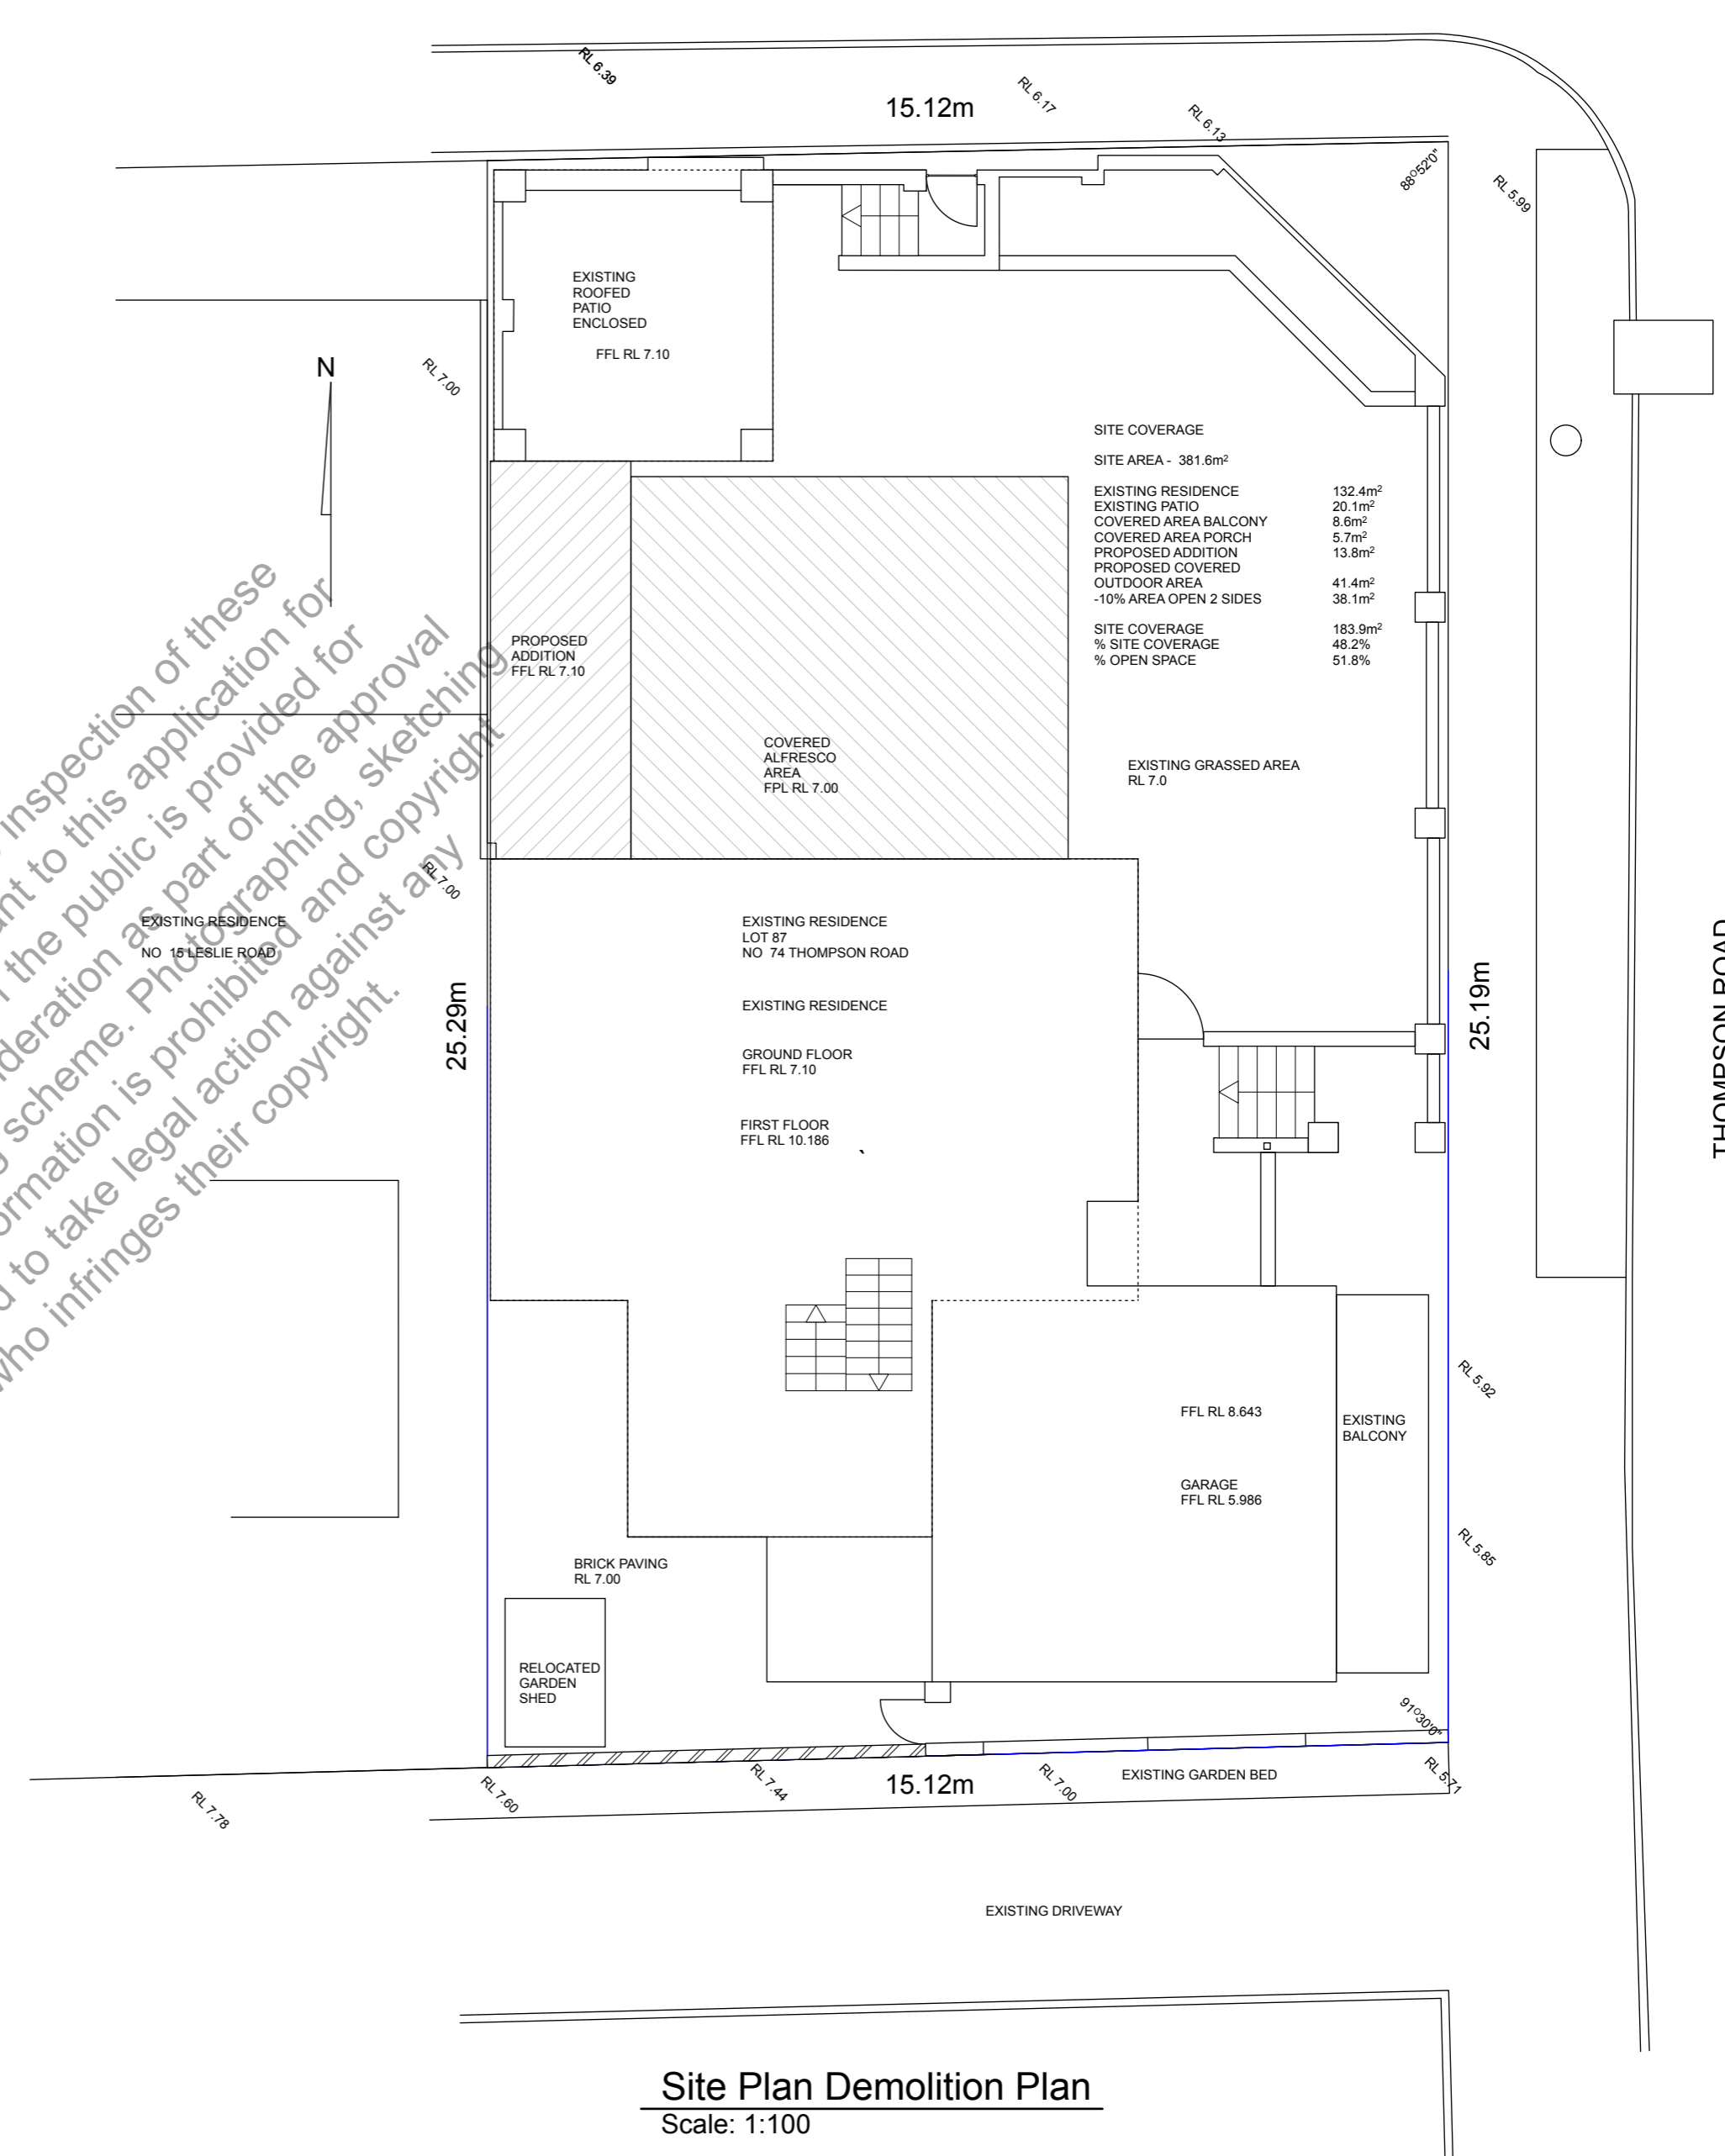 RL 6.39
15.12m
RL 6.17
RL 6.13
88°52'0"
RL 5.99
EXISTING
ROOFED
PATIO
ENCLOSED
FFL RL 7.10
N
RL 7.00
SITE COVERAGE
SITE AREA - 381.6m²
EXISTING RESIDENCE 132.4m²
EXISTING PATIO 20.1m²
COVERED AREA BALCONY 8.6m²
COVERED AREA PORCH 5.7m²
PROPOSED ADDITION 13.8m²
PROPOSED COVERED
OUTDOOR AREA 41.4m²
-10% AREA OPEN 2 SIDES 38.1m²
SITE COVERAGE 183.9m²
% SITE COVERAGE 48.2%
% OPEN SPACE 51.8%
PROPOSED
ADDITION
FFL RL 7.10
COVERED
ALFRESCO
AREA
FPL RL 7.00
EXISTING GRASSED AREA
RL 7.0
inspection of these
to this application for
the public is provided for
as part of the approval
scheme. Photographing, sketching
is prohibited and copyright
to take legal action against any
who infringes their copyright.
RL 7.00
EXISTING RESIDENCE
NO 15 LESLIE ROAD
EXISTING RESIDENCE
LOT 87
NO 74 THOMPSON ROAD
EXISTING RESIDENCE
GROUND FLOOR
FFL RL 7.10
FIRST FLOOR
FFL RL 10.186
25.29m
25.19m
THOMPSON ROAD
FFL RL 8.643
EXISTING
BALCONY
GARAGE
FFL RL 5.986
RL 5.92
RL 5.85
BRICK PAVING
RL 7.00
RELOCATED
GARDEN
SHED
91°30'0"
RL 7.78
RL 7.60
RL 7.44
15.12m
RL 7.00
EXISTING GARDEN BED
RL 5.71
EXISTING DRIVEWAY
Site Plan Demolition Plan
Scale: 1:100